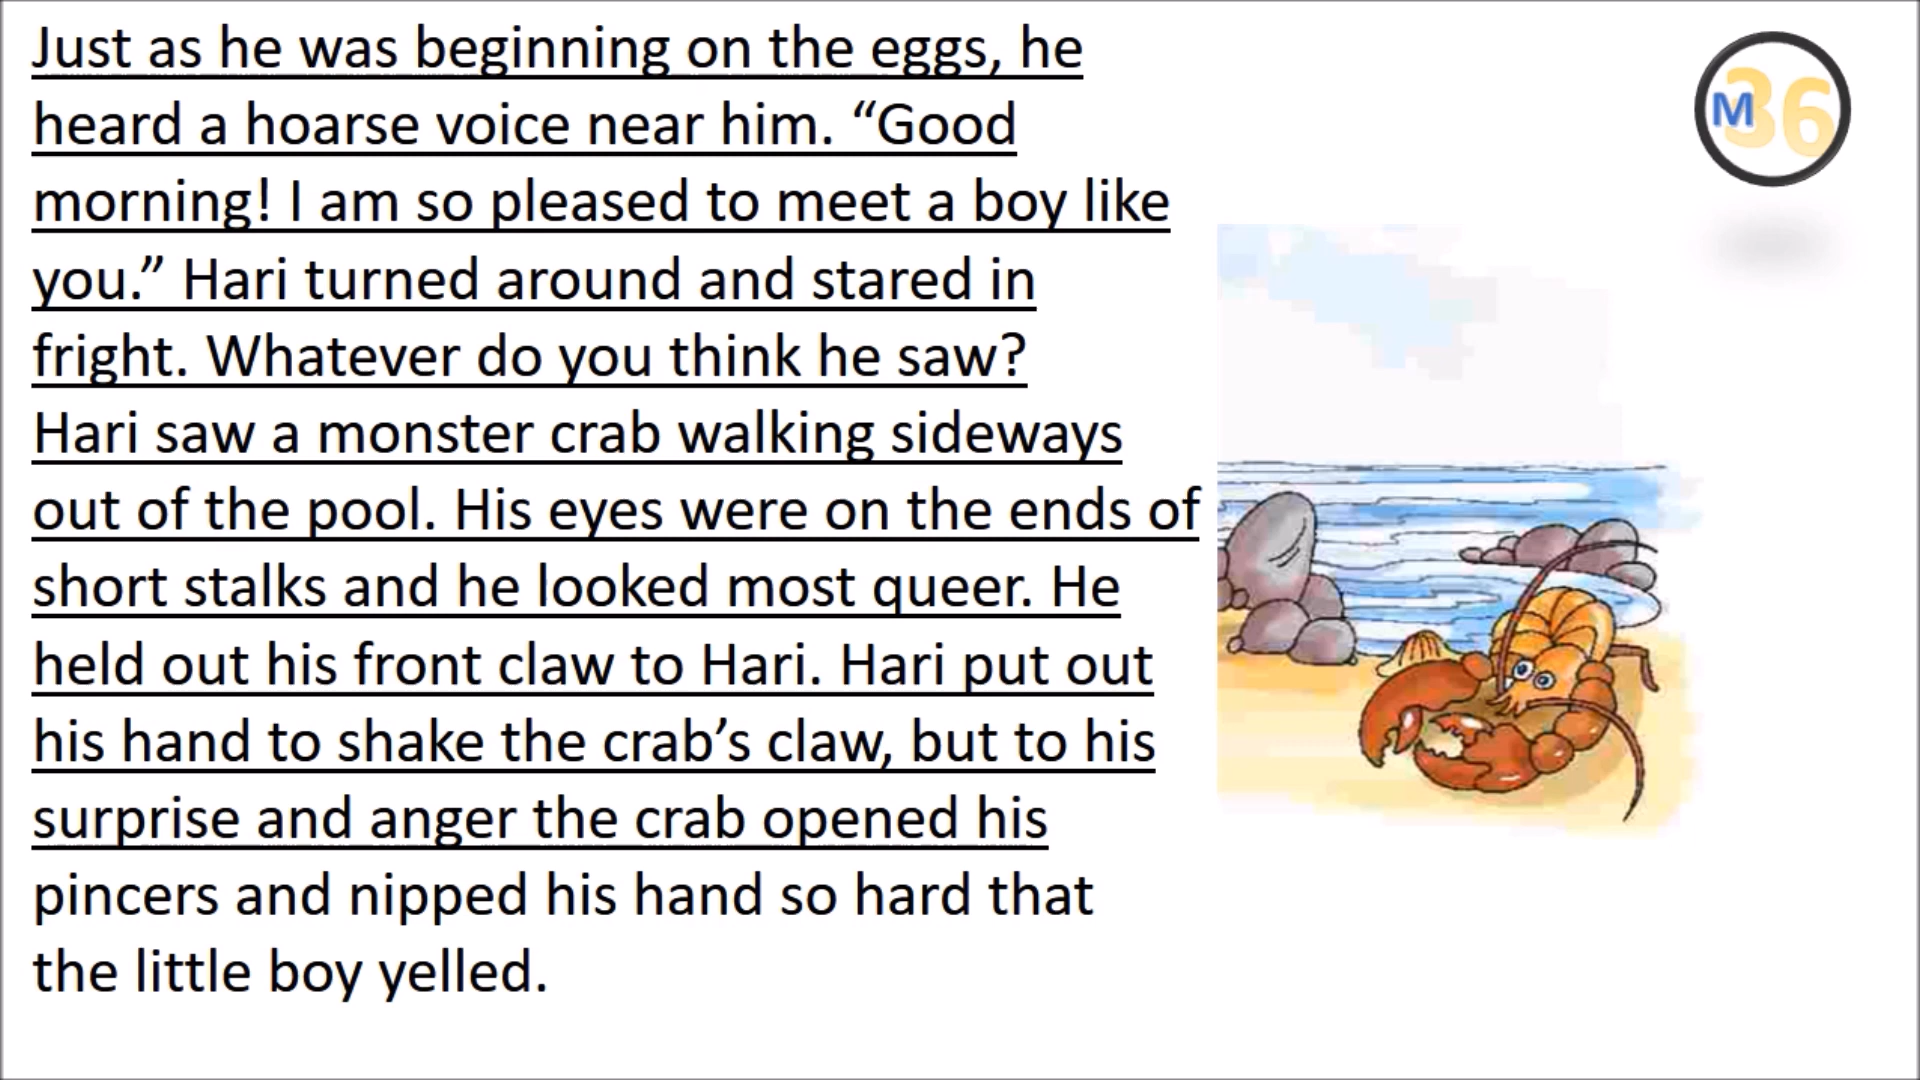 Just as he was beginning on the eggs, he
heard a hoarse voice near him. “Good
morning! I am so pleased to meet a boy like
you.” Hari turned around and stared in
fright. Whatever do you think he saw?
Hari saw a monster crab walking sideways
out of the pool. His eyes were on the ends of
short stalks and he looked most queer. He
held out his front claw to Hari. Hari put out
his hand to shake the crab’s claw, but to his
surprise and anger the crab opened his
pincers and nipped his hand so hard that
the little boy yelled.
M36